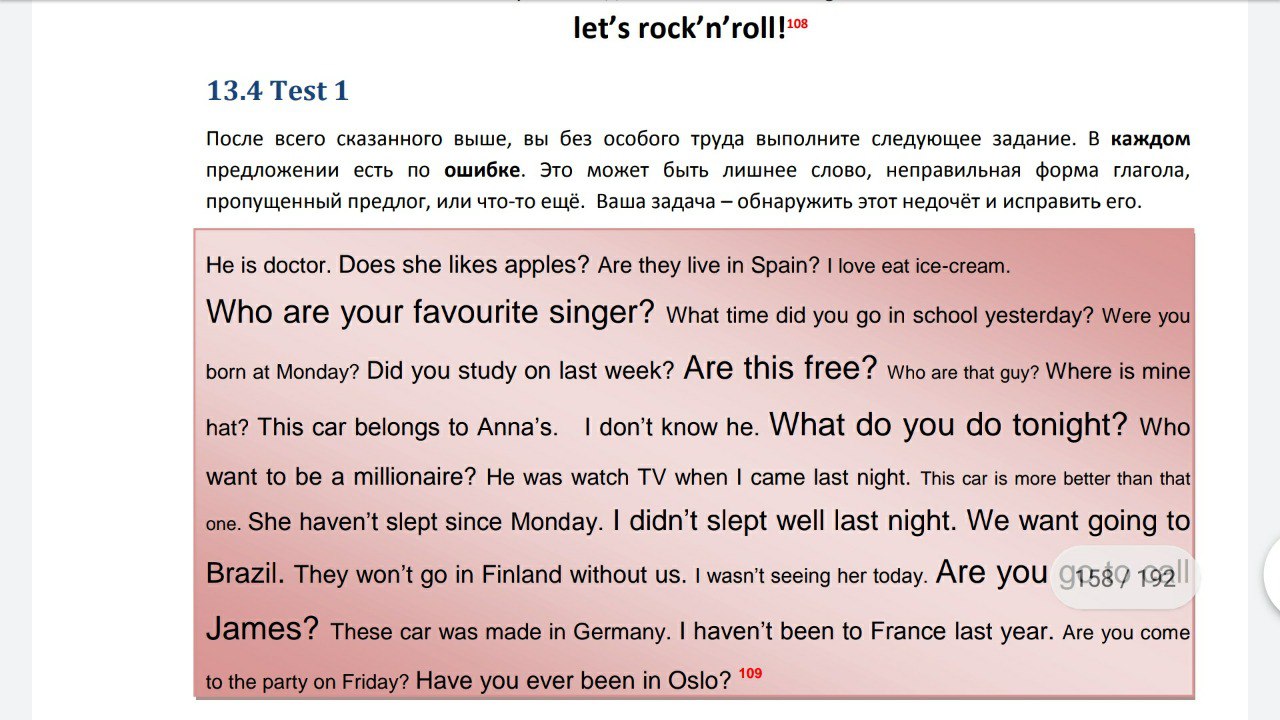 let's rock'n'roll!108
13.4 Test 1
После всего сказанного выше, вы без особого труда выполните следующее задание. В каждом
предложении есть по ошибке. Это может быть лишнее слово, неправильная форма глагола,
пропущенный предлог, или что-то ещё. Ваша задача – обнаружить этот недочёт и исправить его.
He is doctor. Does she likes apples? Are they live in Spain? I love eat ice-cream.
Who are your favourite singer? What time did you go in school yesterday? Were you
born at Monday? Did you study on last week? Are this free? Who are that guy? Where is mine
hat? This car belongs to Anna's. I don't know he. What do you do tonight? Who
want to be a millionaire? He was watch TV when I came last night. This car is more better than that
one. She haven't slept since Monday. I didn't slept well last night. We want going to
Brazil. They won't go in Finland without us. I wasn't seeing her today. Are you go to call
158 / 192
James? These car was made in Germany. I haven't been to France last year. Are you come
to the party on Friday? Have you ever been in Oslo? 109